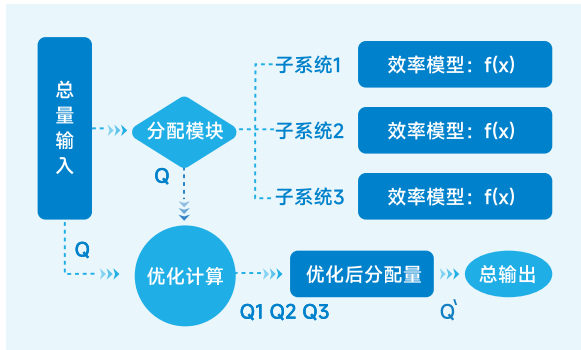 总量输入
分配模块
子系统1
效率模型：f(x)
子系统2
效率模型：f(x)
子系统3
效率模型：f(x)
Q
Q
优化计算
Q1 Q2 Q3
优化后分配量
Q`
总输出